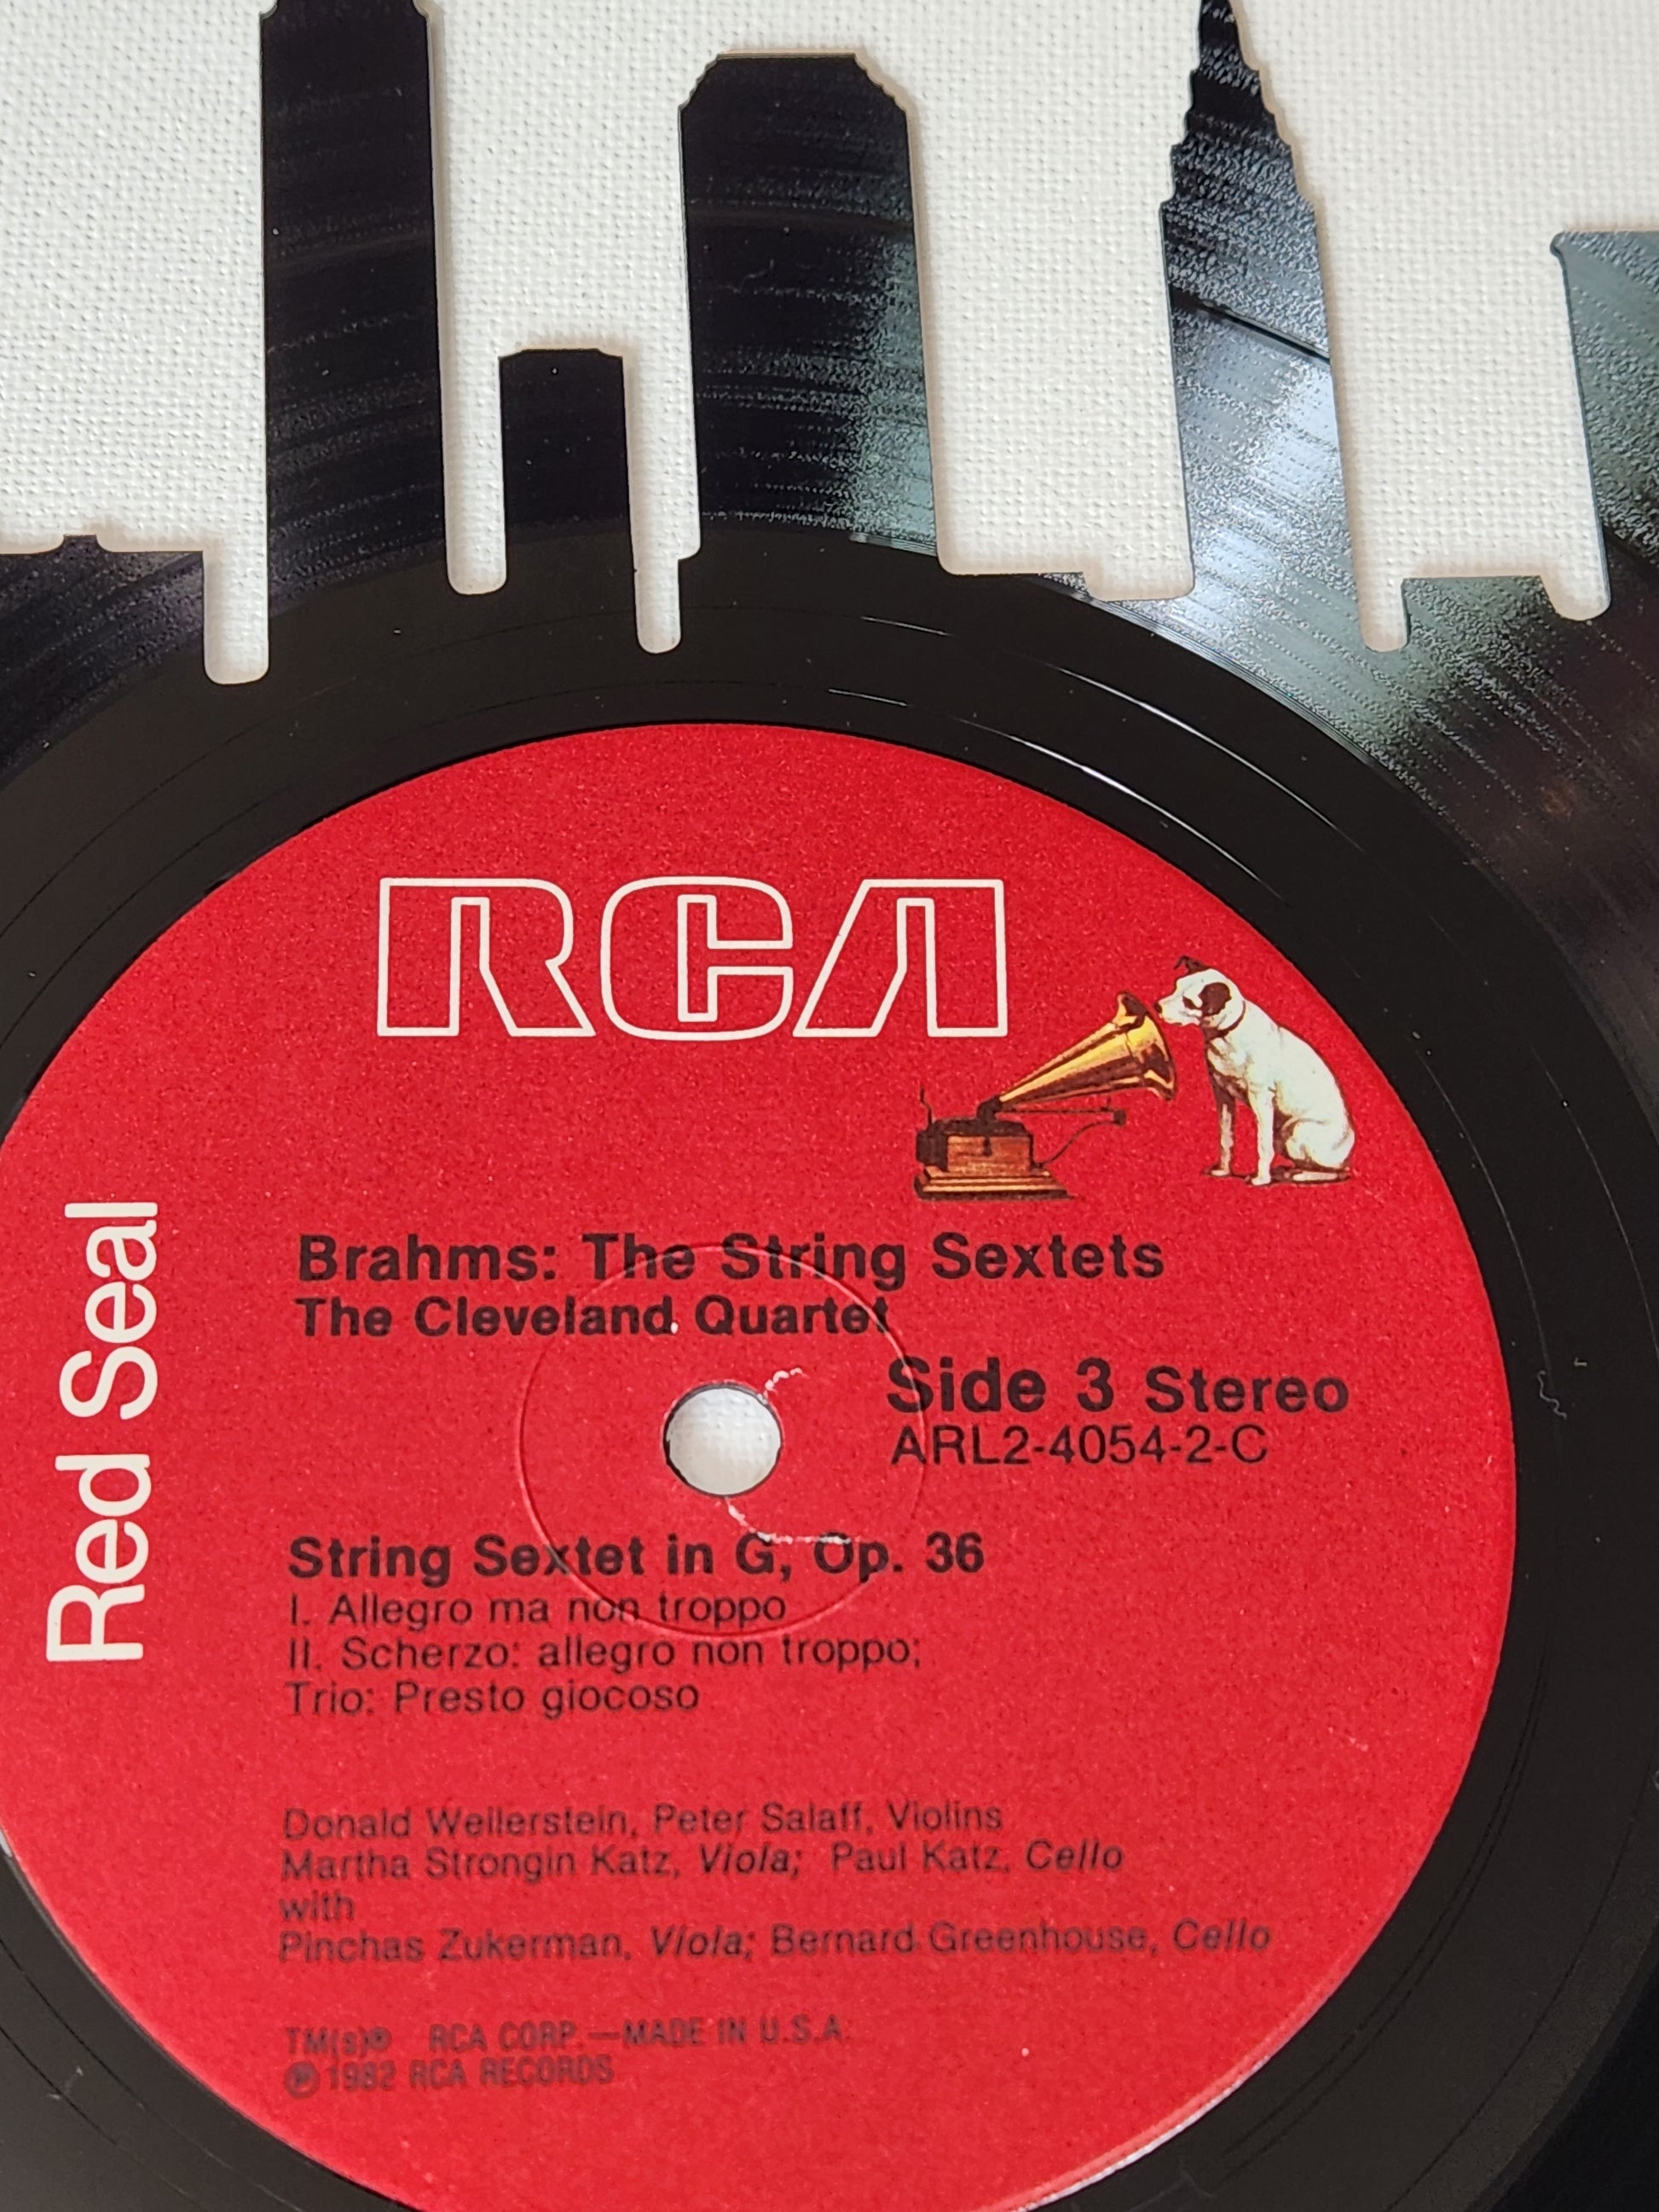 RCA
Red Seal
Brahms: The String Sextets
The Cleveland Quartet
Side 3 Stereo
ARL2-4054-2-C
String Sextet in G, Op. 36
I. Allegro ma non troppo
II. Scherzo: allegro non troppo;
Trio: Presto giocoso
Donald Weilerstein, Peter Salaff, Violins
Martha Strongin Katz, Viola; Paul Katz, Cello
with
Pinchas Zukerman, Viola; Bernard Greenhouse, Cello
TM(s)® RCA CORP.—MADE IN U.S.A.
℗ 1982 RCA RECORDS